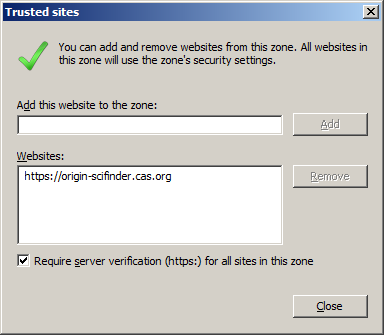 Trusted sites
You can add and remove websites from this zone. All websites in
this zone will use the zone's security settings.
Add this website to the zone:
Add
Websites:
https://origin-scifinder.cas.org
Remove
Require server verification (https:) for all sites in this zone
Close